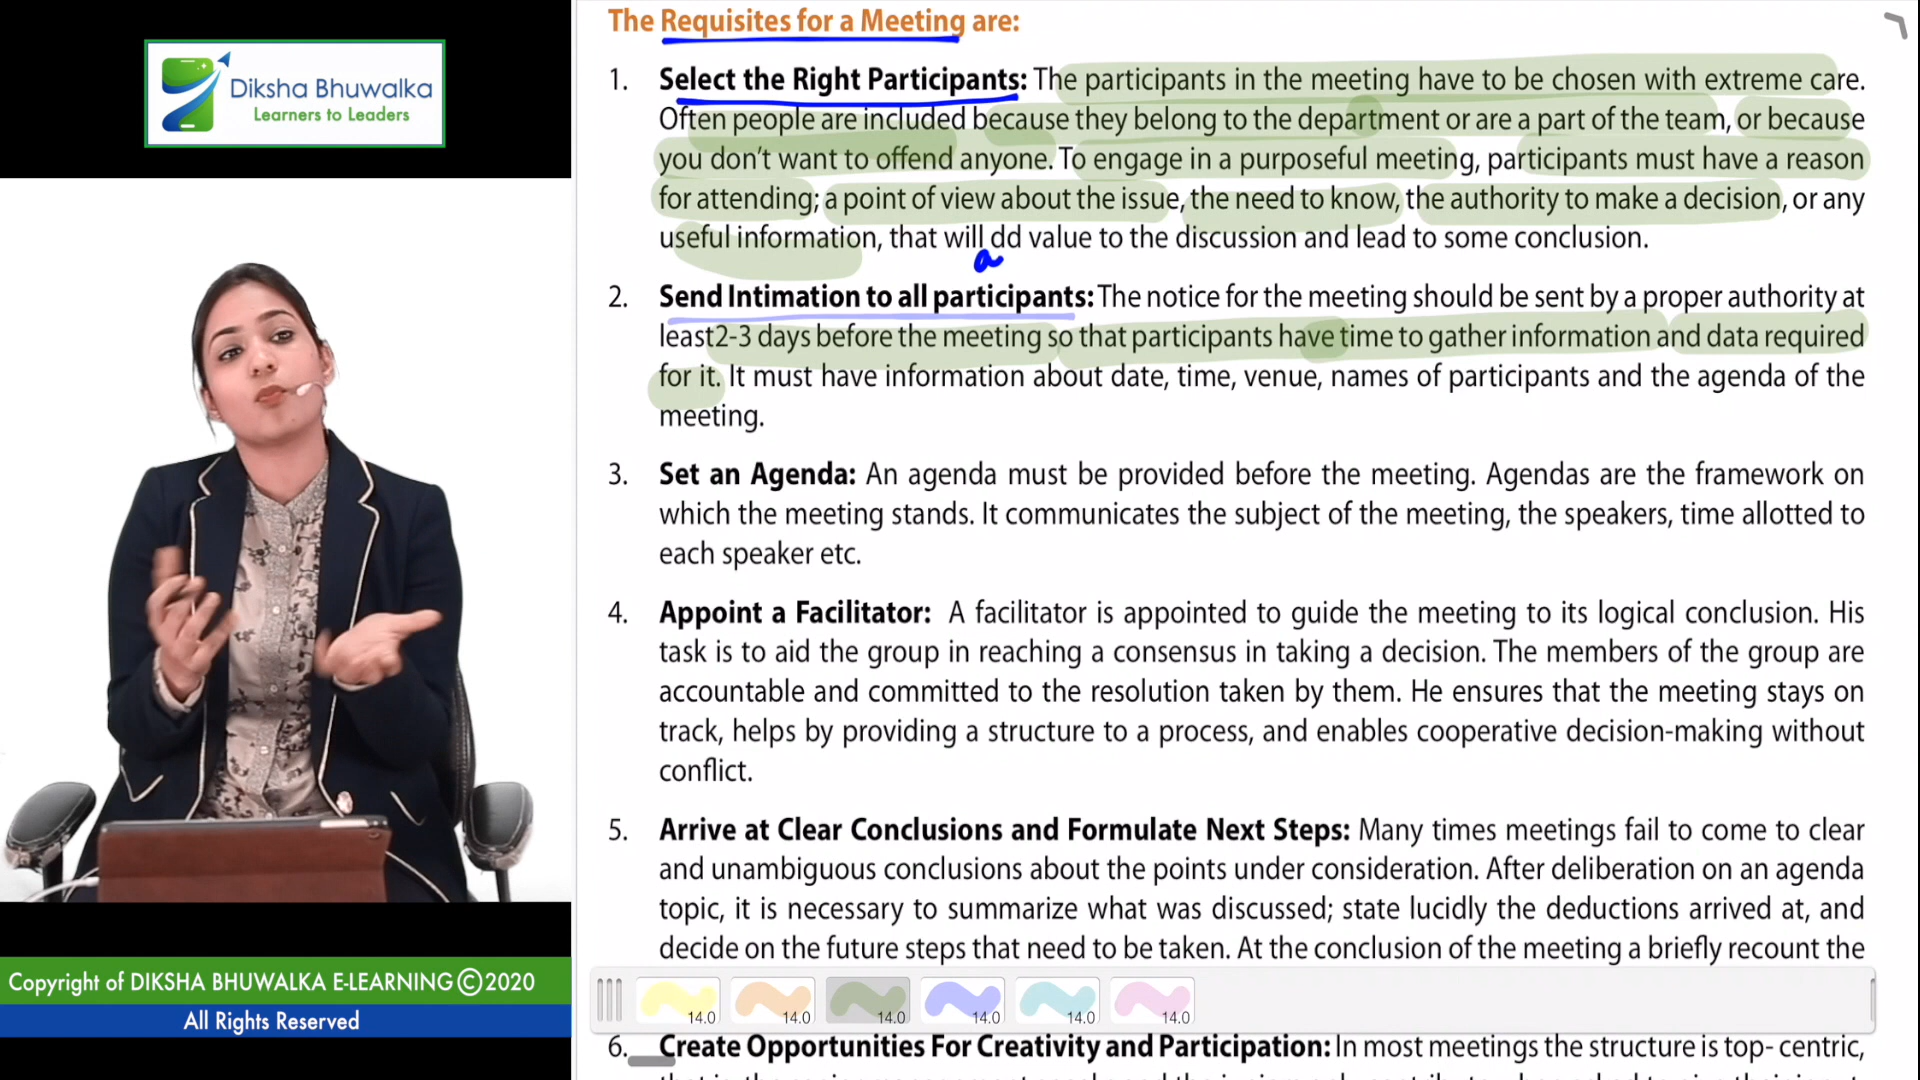 Diksha Bhuwalka
Learners to Leaders
Copyright of DIKSHA BHUWALKA E-LEARNING © 2020
All Rights Reserved
The Requisites for a Meeting are:
1. Select the Right Participants: The participants in the meeting have to be chosen with extreme care.
Often people are included because they belong to the department or are a part of the team, or because
you don't want to offend anyone. To engage in a purposeful meeting, participants must have a reason
for attending; a point of view about the issue, the need to know, the authority to make a decision, or any
useful information, that will dd value to the discussion and lead to some conclusion.
a
2. Send Intimation to all participants: The notice for the meeting should be sent by a proper authority at
least2-3 days before the meeting so that participants have time to gather information and data required
for it. It must have information about date, time, venue, names of participants and the agenda of the
meeting.
3. Set an Agenda: An agenda must be provided before the meeting. Agendas are the framework on
which the meeting stands. It communicates the subject of the meeting, the speakers, time allotted to
each speaker etc.
4. Appoint a Facilitator: A facilitator is appointed to guide the meeting to its logical conclusion. His
task is to aid the group in reaching a consensus in taking a decision. The members of the group are
accountable and committed to the resolution taken by them. He ensures that the meeting stays on
track, helps by providing a structure to a process, and enables cooperative decision-making without
conflict.
5. Arrive at Clear Conclusions and Formulate Next Steps: Many times meetings fail to come to clear
and unambiguous conclusions about the points under consideration. After deliberation on an agenda
topic, it is necessary to summarize what was discussed; state lucidly the deductions arrived at, and
decide on the future steps that need to be taken. At the conclusion of the meeting a briefly recount the
14.0 14.0 14.0 14.0 14.0 14.0
6. Create Opportunities For Creativity and Participation: In most meetings the structure is top- centric,